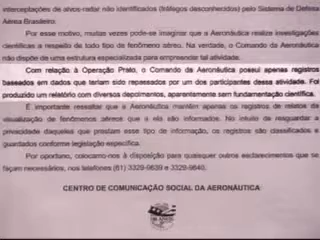 interceptações de alvos-radar não identificados (tráfegos desconhecidos) pelo Sistema de Defesa
Aérea Brasileiro.
Por esse motivo, muitas vezes pode-se imaginar que a Aeronáutica realiza investigações
científicas a respeito de todo tipo de fenômeno aéreo. Na verdade, o Comando da Aeronáutica
não dispõe de uma estrutura especializada para empreender tal atividade.
Com relação à Operação Prato, o Comando da Aeronáutica possui apenas registros
baseados em dados que teriam sido repassados por um dos participantes dessa atividade. Foi
produzido um relatório com diversos depoimentos, aparentemente sem fundamentação científica.
É importante ressaltar que a Aeronáutica mantém apenas os registros de relatos de
visualização de fenômenos aéreos que a ela são informados. No intuito de resguardar a
privacidade daqueles que prestam esse tipo de informação, os registros são classificados e
guardados conforme legislação específica.
Por oportuno, colocamo-nos à disposição para quaisquer outros esclarecimentos que se
façam necessários, nos telefones (61) 3329-9639 e 3329-9640.
CENTRO DE COMUNICAÇÃO SOCIAL DA AERONÁUTICA